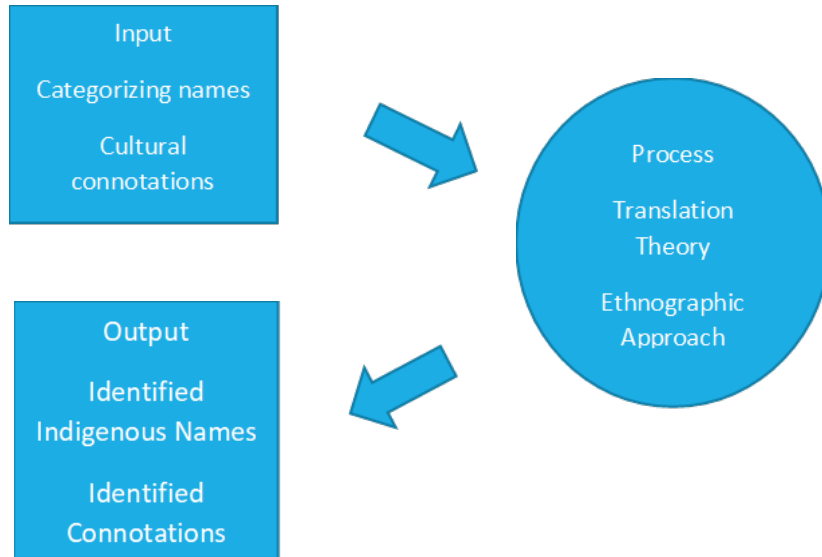 Input
Categorizing names
Cultural
connotations
Process
Translation
Theory
Ethnographic
Approach
Output
Identified
Indigenous Names
Identified
Connotations